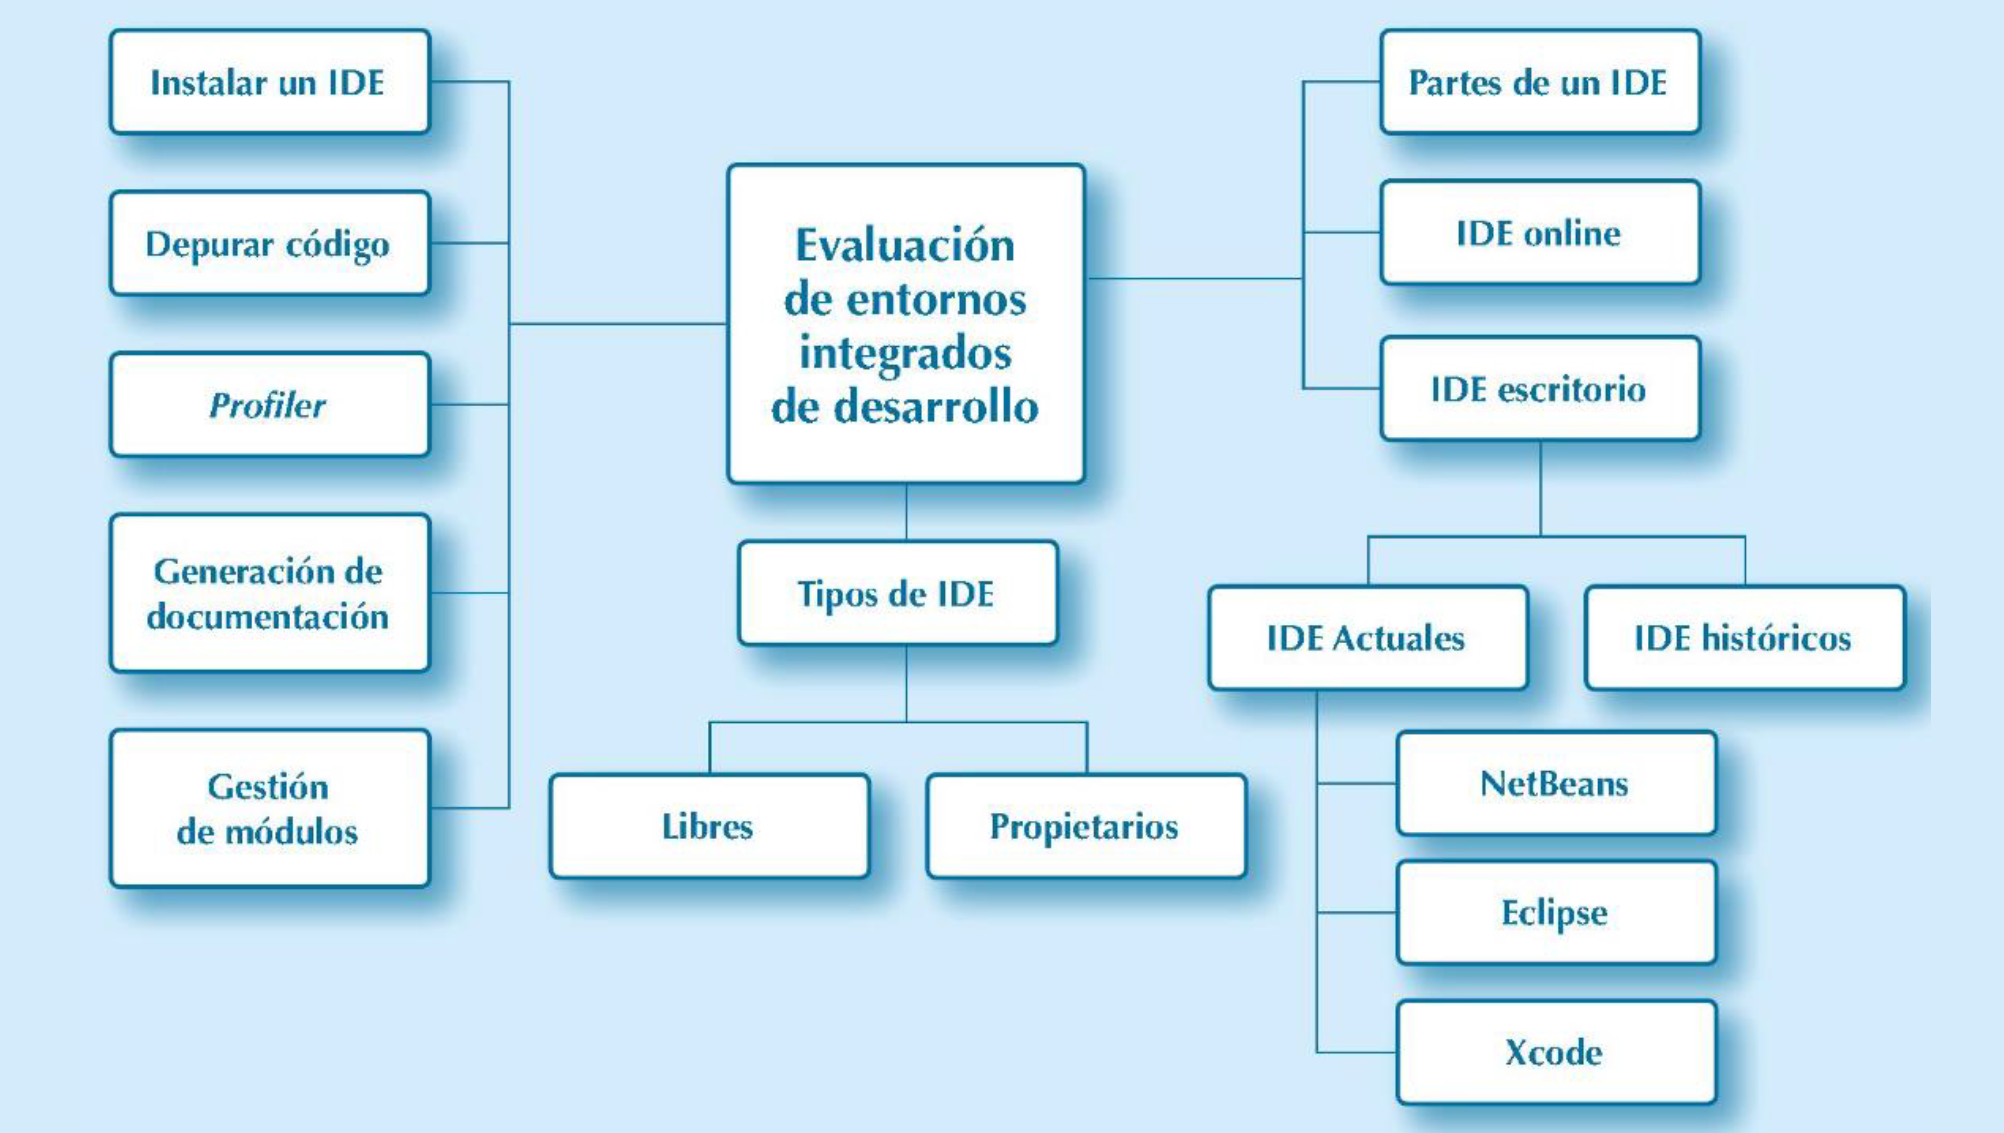 Instalar un IDE
Depurar código
Profiler
Generación de
documentación
Gestión
de módulos
Evaluación
de entornos
integrados
de desarrollo
Tipos de IDE
Libres
Propietarios
Partes de un IDE
IDE online
IDE escritorio
IDE Actuales
IDE históricos
NetBeans
Eclipse
Xcode